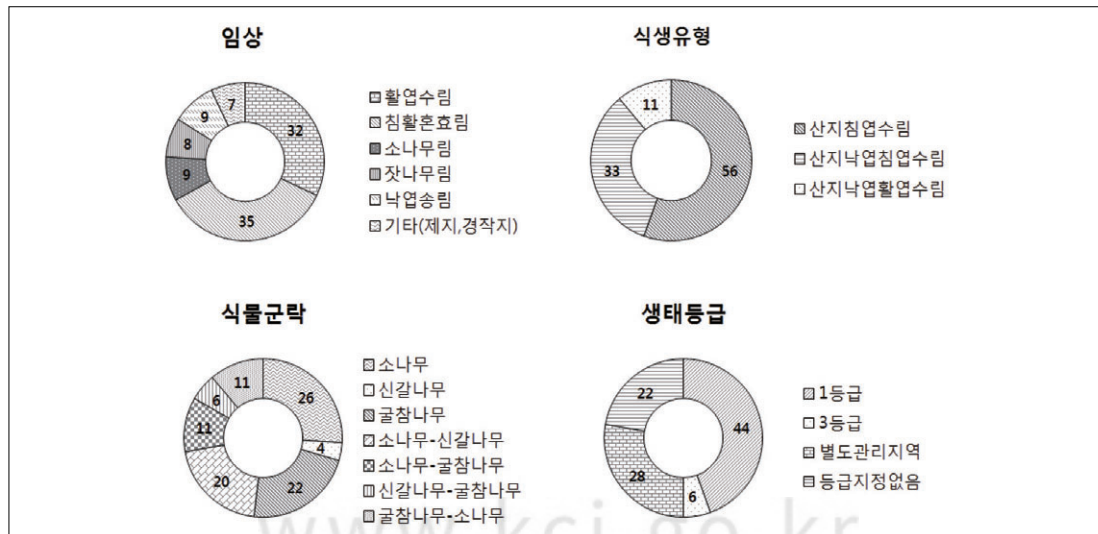 임상
32
35
9
8
9
7
활엽수림
침활혼효림
소나무림
잣나무림
낙엽송림
기타(제지,경작지)
식생유형
56
33
11
산지침엽수림
산지낙엽침엽수림
산지낙엽활엽수림
식물군락
26
4
22
20
11
6
11
소나무
신갈나무
굴참나무
소나무-신갈나무
소나무-굴참나무
신갈나무-굴참나무
굴참나무-소나무
생태등급
44
6
28
22
1등급
3등급
별도관리지역
등급지정없음
www.kci.go.kr